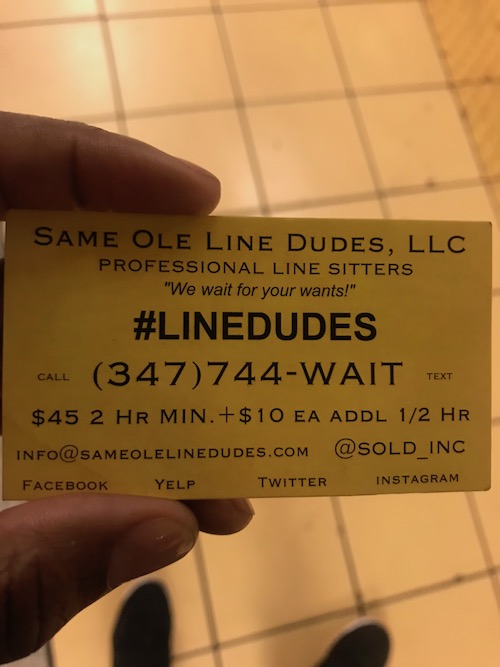 SAME OLE LINE DUDES, LLC
PROFESSIONAL LINE SITTERS
"We wait for your wants!"
#LINEDUDES
CALL (347)744-WAIT TEXT
$45 2 HR MIN.+$10 EA ADDL 1/2 HR
INFO@SAMEOLELINEDUDES.COM @SOLD_INC
FACEBOOK YELP TWITTER INSTAGRAM